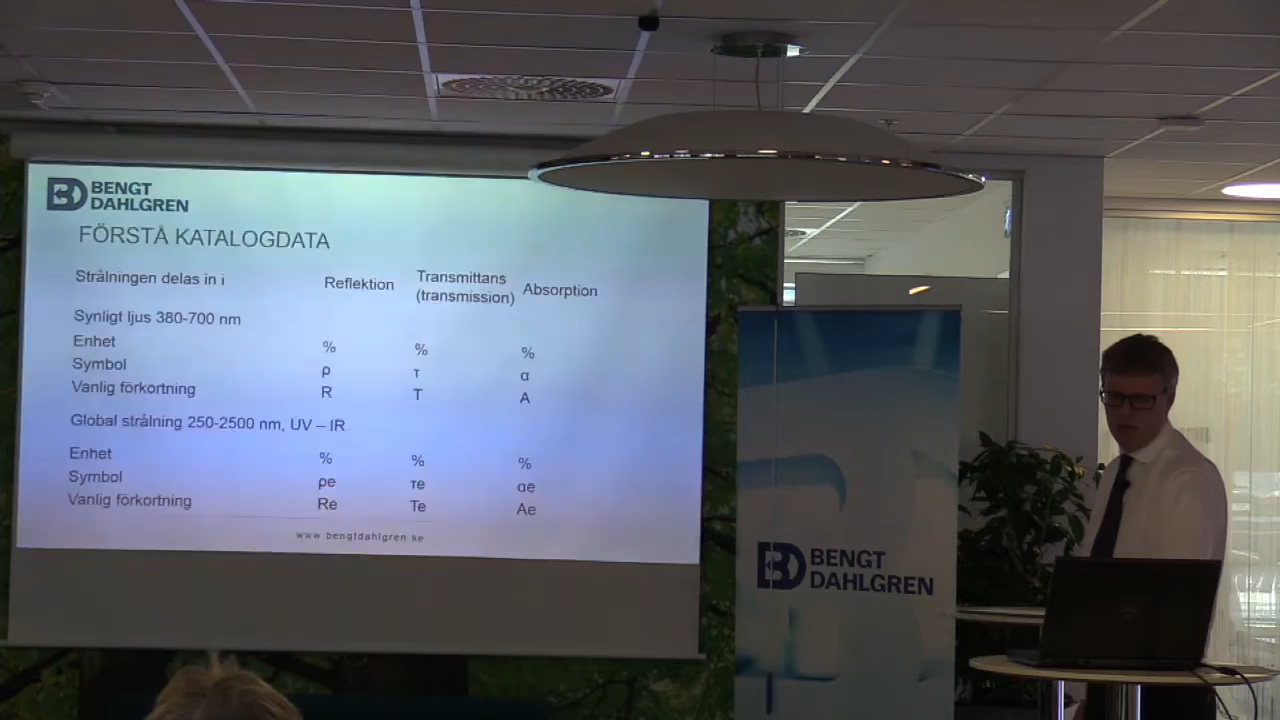 BENGT
DAHLGREN
FÖRSTÅ KATALOGDATA
Strålningen delas in i Reflektion Transmittans (transmission) Absorption
Synligt ljus 380-700 nm
Enhet % % %
Symbol ρ τ α
Vanlig förkortning R T A
Global strålning 250-2500 nm, UV – IR
Enhet % % %
Symbol ρe τe αe
Vanlig förkortning Re Te Ae
www bengtdahlgren se
BENGT
DAHLGREN